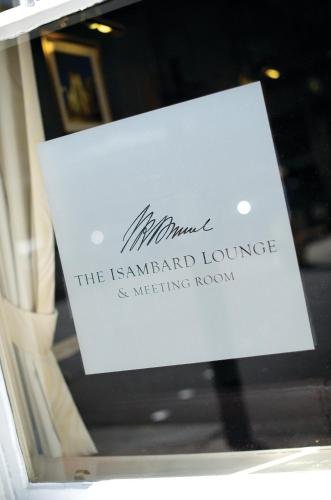 THE ISAMBARD LOUNGE
& MEETING ROOM